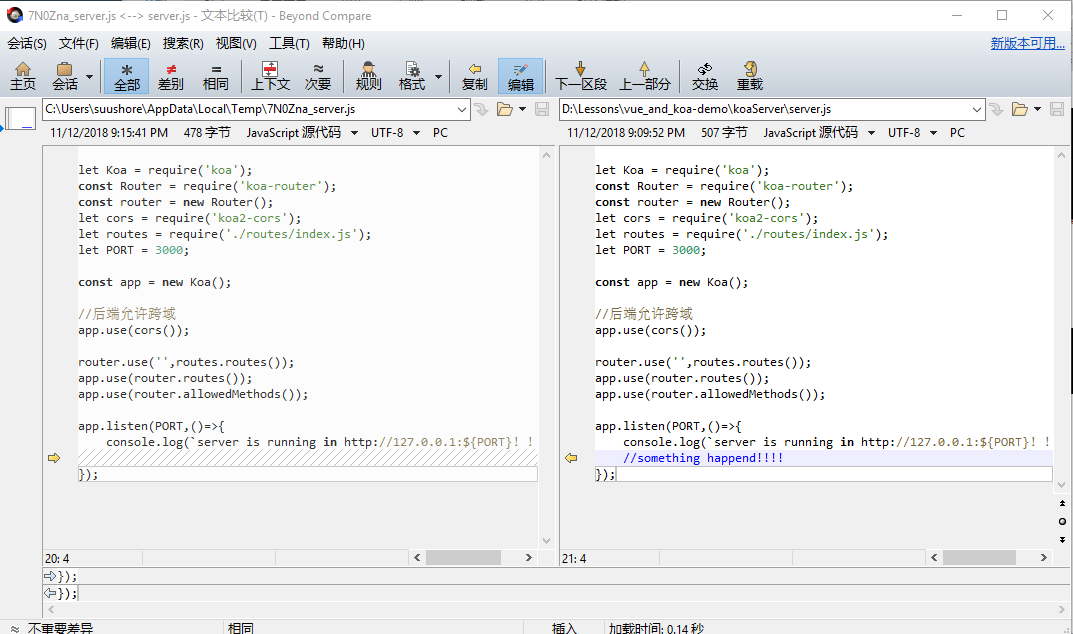 7N0Zna_server.js <--> server.js - 文本比较(T) - Beyond Compare
会话(S) 文件(F) 编辑(E) 搜索(R) 视图(V) 工具(T) 帮助(H) 新版本可用...
主页 会话 全部 差别 相同 上下文 次要 规则 格式 复制 编辑 下一区段 上一部分 交换 重载
C:\Users\suushore\AppData\Local\Temp\7N0Zna_server.js
11/12/2018 9:15:41 PM 478 字节 JavaScript 源代码 UTF-8 PC
let Koa = require('koa');
const Router = require('koa-router');
const router = new Router();
let cors = require('koa2-cors');
let routes = require('./routes/index.js');
let PORT = 3000;
const app = new Koa();
//后端允许跨域
app.use(cors());
router.use('',routes.routes());
app.use(router.routes());
app.use(router.allowedMethods());
app.listen(PORT,()=>{
console.log(`server is running in http://127.0.0.1:${PORT}！！
});
20: 4
D:\Lessons\vue_and_koa-demo\koaServer\server.js
11/12/2018 9:09:52 PM 507 字节 JavaScript 源代码 UTF-8 PC
let Koa = require('koa');
const Router = require('koa-router');
const router = new Router();
let cors = require('koa2-cors');
let routes = require('./routes/index.js');
let PORT = 3000;
const app = new Koa();
//后端允许跨域
app.use(cors());
router.use('',routes.routes());
app.use(router.routes());
app.use(router.allowedMethods());
app.listen(PORT,()=>{
console.log(`server is running in http://127.0.0.1:${PORT}！！
//something happend!!!!
});
21: 4
});
});
不重要差异 相同 插入 加载时间: 0.14 秒